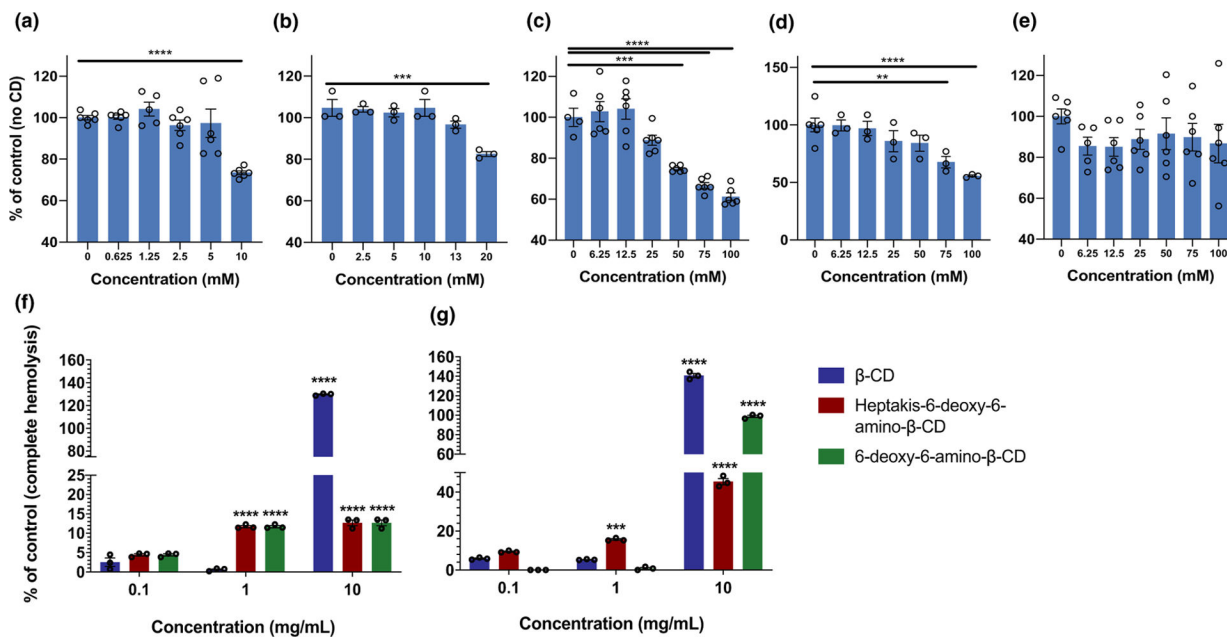 (a)
% of control (no CD)
120
100
80
60
40
****
0 0.625 1.25 2.5 5 10
Concentration (mM)
(b)
120
100
80
60
40
***
0 2.5 5 10 13 20
Concentration (mM)
(c)
120
100
80
60
40
****
***
0 6.25 12.5 25 50 75 100
Concentration (mM)
(d)
150
100
50
0
****
**
0 6.25 12.5 25 50 75 100
Concentration (mM)
(e)
120
100
80
60
40
0 6.25 12.5 25 50 75 100
Concentration (mM)
(f)
% of control (complete hemolysis)
160
150
140
130
120
110
100
75
25
20
15
10
5
0
**** ****
****
**** ****
0.1 1 10
Concentration (mg/mL)
(g)
160
140
120
100
80
60
40
20
0
***
****
****
****
0.1 1 10
Concentration (mg/mL)
β-CD
Heptakis-6-deoxy-6-
amino-β-CD
6-deoxy-6-amino-β-CD